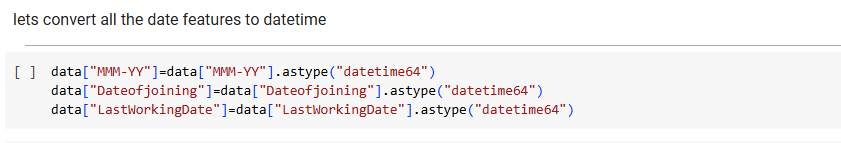 lets convert all the date features to datetime
[ ] data["MMM-YY"]=data["MMM-YY"].astype("datetime64")
data["Dateofjoining"]=data["Dateofjoining"].astype("datetime64")
data["LastWorkingDate"]=data["LastWorkingDate"].astype("datetime64")